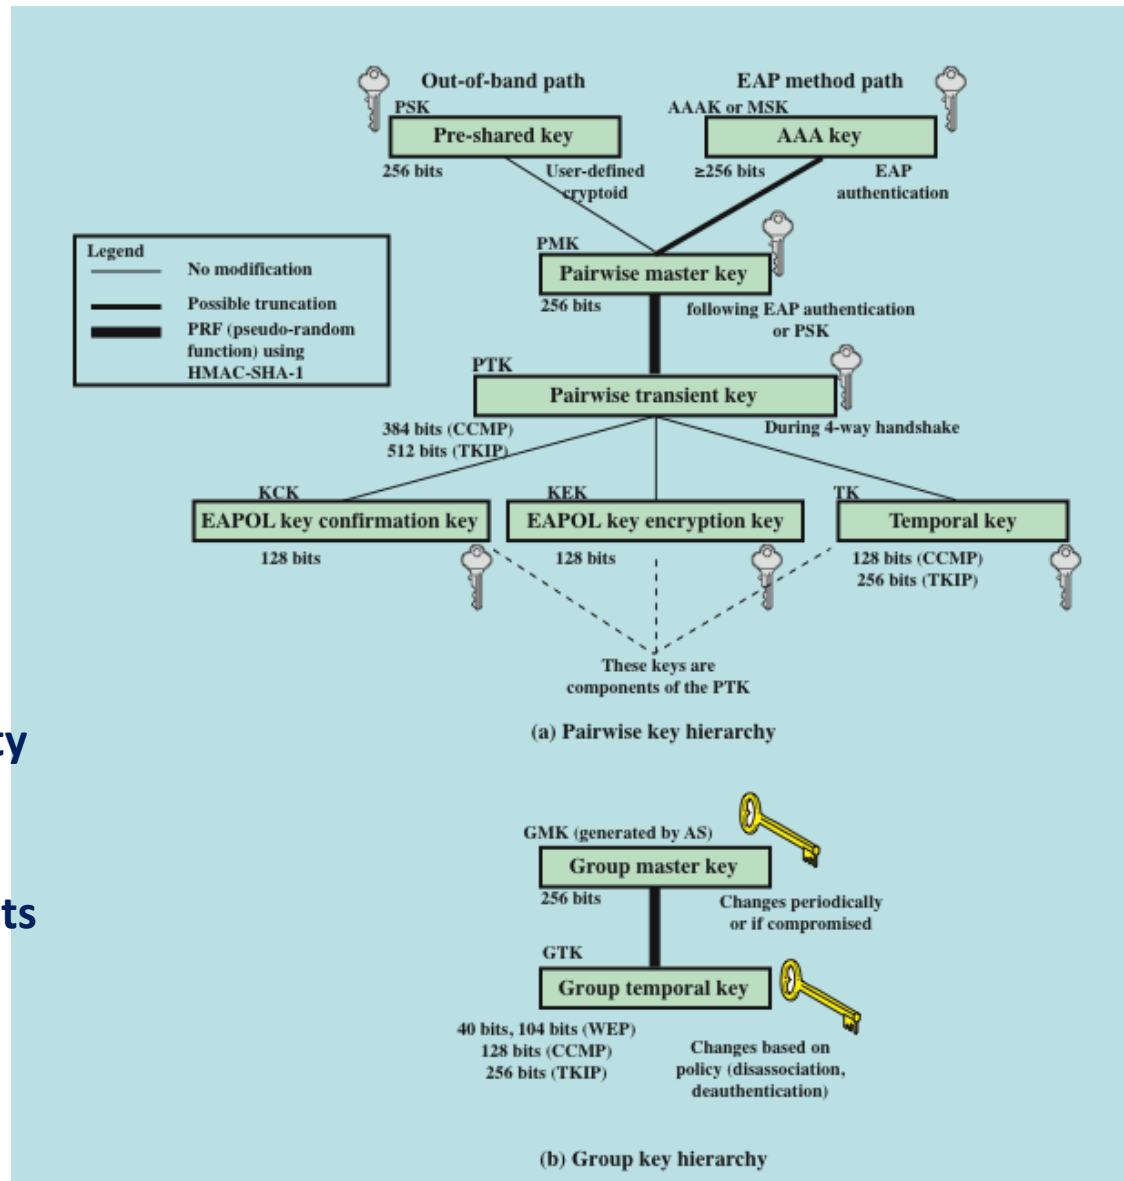 Out-of-band path
EAP method path
PSK
AAAK or MSK
Pre-shared key
AAA key
256 bits
User-defined
cryptoid
≥256 bits
EAP
authentication
PMK
Pairwise master key
256 bits
following EAP authentication
or PSK
Legend
No modification
Possible truncation
PRF (pseudo-random
function) using
HMAC-SHA-1
PTK
Pairwise transient key
384 bits (CCMP)
512 bits (TKIP)
During 4-way handshake
KCK
KEK
TK
EAPOL key confirmation key
EAPOL key encryption key
Temporal key
128 bits
128 bits
128 bits (CCMP)
256 bits (TKIP)
These keys are
components of the PTK
(a) Pairwise key hierarchy
ty
GMK (generated by AS)
Group master key
256 bits
Changes periodically
or if compromised
ts
GTK
Group temporal key
40 bits, 104 bits (WEP)
128 bits (CCMP)
256 bits (TKIP)
Changes based on
policy (disassociation,
deauthentication)
(b) Group key hierarchy